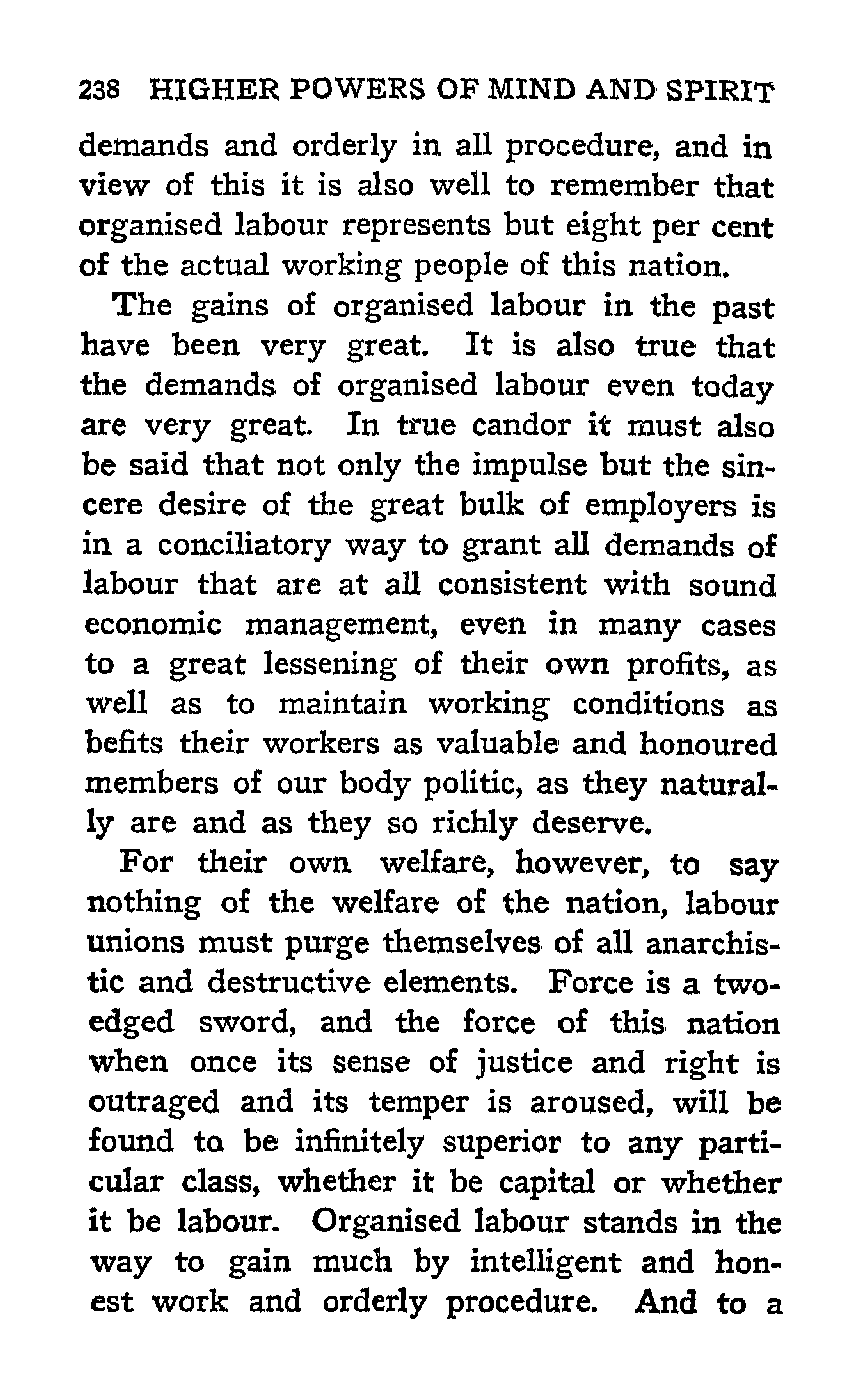 238 HIGHER POWERS OF MIND AND SPIRIT
demands and orderly in all procedure, and in
view of this it is also well to remember that
organised labour represents but eight per cent
of the actual working people of this nation.
The gains of organised labour in the past
have been very great. It is also true that
the demands of organised labour even today
are very great. In true candor it must also
be said that not only the impulse but the sin-
cere desire of the great bulk of employers is
in a conciliatory way to grant all demands of
labour that are at all consistent with sound
economic management, even in many cases
to a great lessening of their own profits, as
well as to maintain working conditions as
befits their workers as valuable and honoured
members of our body politic, as they natural-
ly are and as they so richly deserve.
For their own welfare, however, to say
nothing of the welfare of the nation, labour
unions must purge themselves of all anarchis-
tic and destructive elements. Force is a two-
edged sword, and the force of this nation
when once its sense of justice and right is
outraged and its temper is aroused, will be
found to be infinitely superior to any parti-
cular class, whether it be capital or whether
it be labour. Organised labour stands in the
way to gain much by intelligent and hon-
est work and orderly procedure. And to a